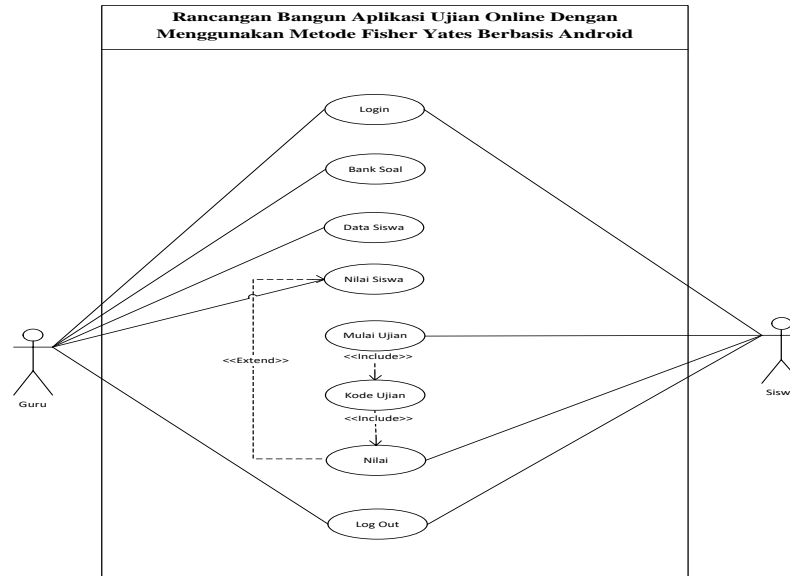 Rancangan Bangun Aplikasi Ujian Online Dengan
Menggunakan Metode Fisher Yates Berbasis Android
Login
Bank Soal
Data Siswa
Nilai Siswa
Mulai Ujian
<<Include>>
<<Extend>>
Kode Ujian
<<Include>>
Nilai
Log Out
Guru
Sisw